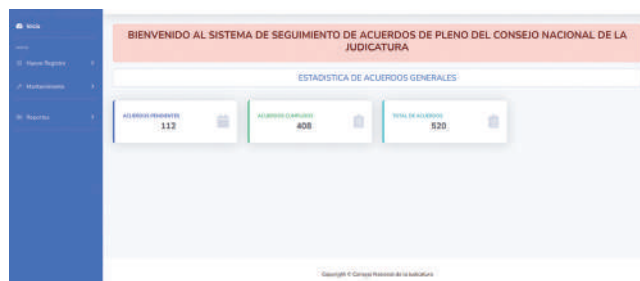 Inicio
Nuevo Registro
Mantenimiento
Reportes
BIENVENIDO AL SISTEMA DE SEGUIMIENTO DE ACUERDOS DE PLENO DEL CONSEJO NACIONAL DE LA
JUDICATURA
ESTADISTICA DE ACUERDOS GENERALES
ACUERDOS PENDIENTES
112
ACUERDOS CUMPLIDOS
408
TOTAL DE ACUERDOS
520
Copyright © Consejo Nacional de la Judicatura